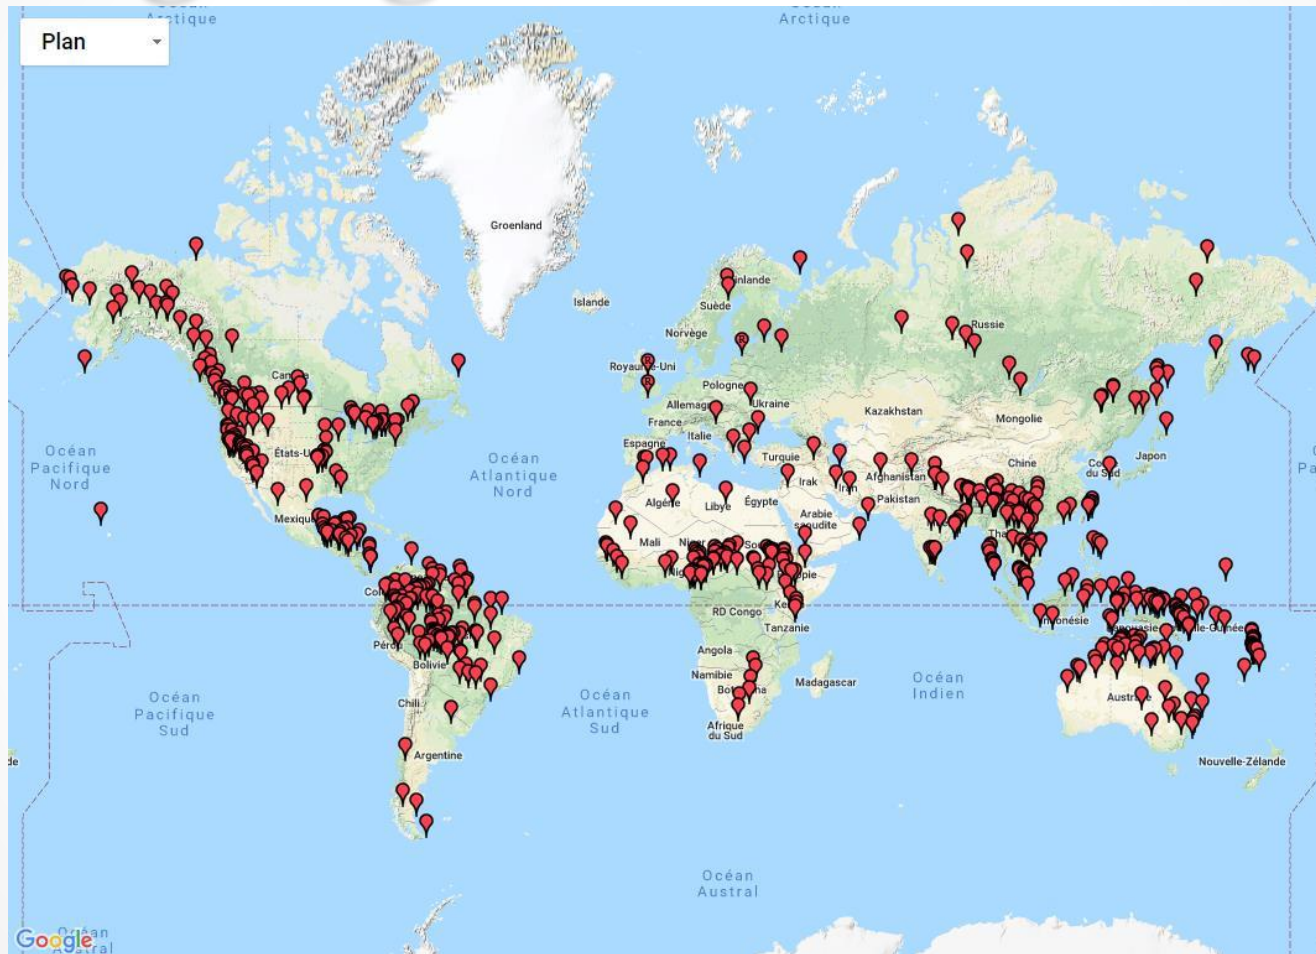 Arctique
Arctique
Plan
Groenland
Islande
Suède
Norvège
Russie
Pologne
Ukraine
France
Italie
Espagne
Kazakhstan
Mongolie
Turquie
Afghanistan
Chine
Japon
Irak
Iran
Pakistan
Océan
Pacifique
Nord
Océan
Atlantique
Nord
Mexique
Algérie
Libye
Égypte
Arabie
saoudite
Mali
Niger
RD Congo
Tanzanie
Pérou
Bolivie
Angola
Namibie
Madagascar
Océan
Indien
Océan
Pacifique
Sud
Océan
Atlantique
Sud
Chili
Afrique
du Sud
Argentine
Nouvelle-Zélande
Océan
Austral
Google